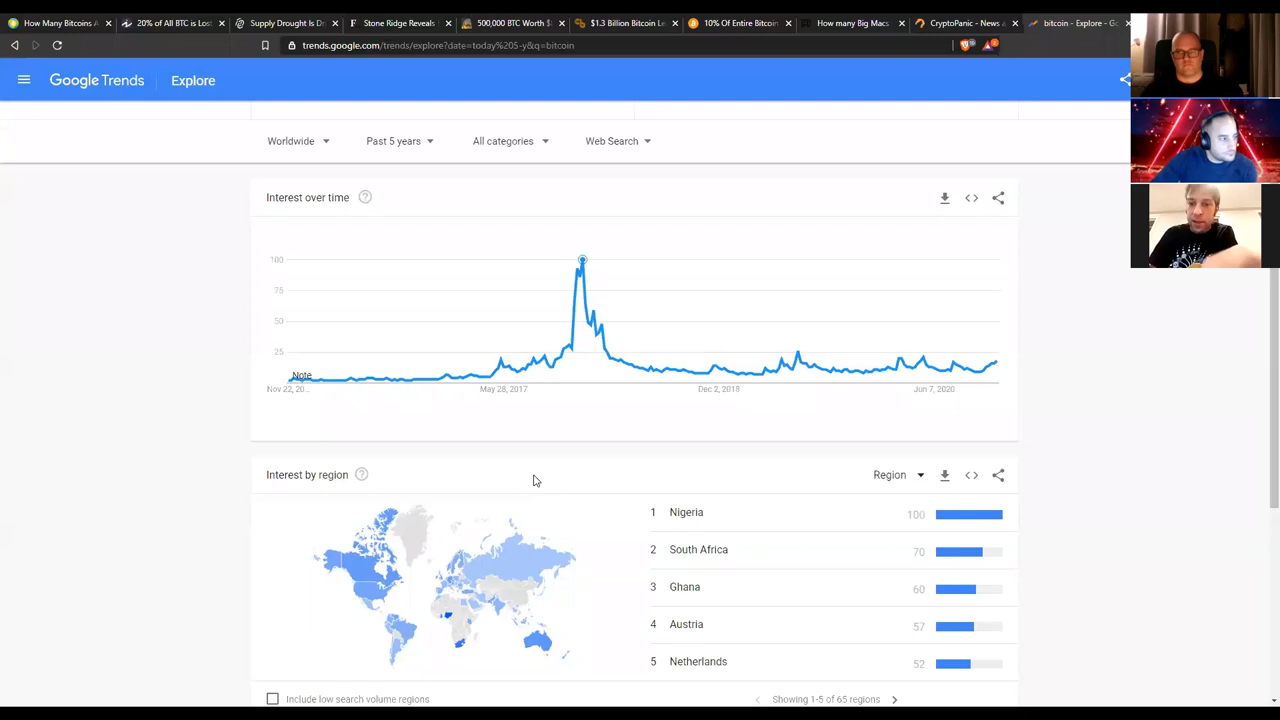 How Many Bitcoins A
20% of All BTC is Lost
Supply Drought Is Dr
Stone Ridge Reveals
500,000 BTC Worth $
$1.3 Billion Bitcoin Le
10% Of Entire Bitcoin
How many Big Macs
CryptoPanic - News a
bitcoin - Explore - Go
trends.google.com/trends/explore?date=today%205-y&q=bitcoin
Google Trends
Explore
Worldwide
Past 5 years
All categories
Web Search
Interest over time
100
75
50
25
Note
Nov 22, 20...
May 28, 2017
Dec 2, 2018
Jun 7, 2020
Interest by region
Region
1 Nigeria 100
2 South Africa 70
3 Ghana 60
4 Austria 57
5 Netherlands 52
Include low search volume regions
Showing 1-5 of 65 regions